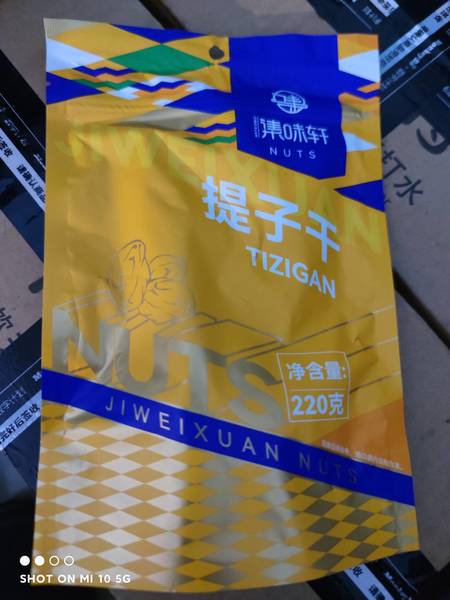 集味轩
NUTS
JIWEIXUAN
提子干
TIZIGAN
NUTS
净含量:
220克
JIWEIXUAN NUTS
SHOT ON MI 10 5G